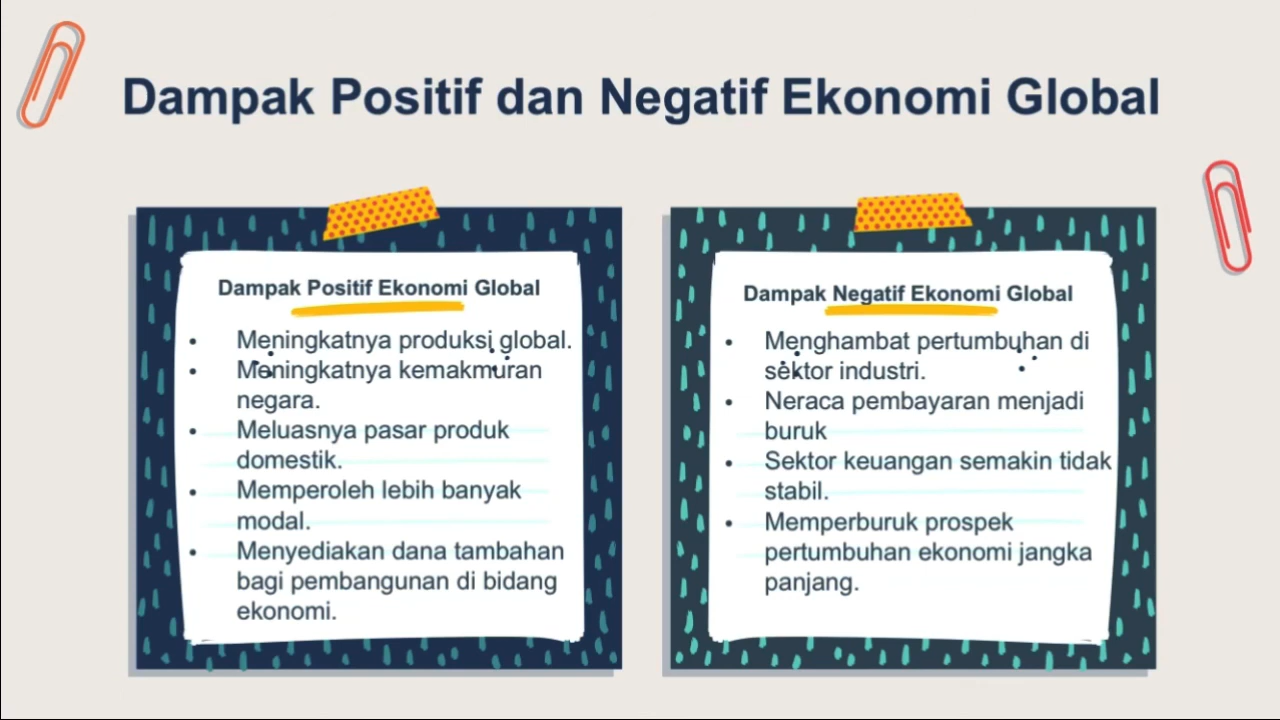 Dampak Positif dan Negatif Ekonomi Global
Dampak Positif Ekonomi Global
• Meningkatnya produksi global.
• Meningkatnya kemakmuran
negara.
• Meluasnya pasar produk
domestik.
• Memperoleh lebih banyak
modal.
• Menyediakan dana tambahan
bagi pembangunan di bidang
ekonomi.
Dampak Negatif Ekonomi Global
• Menghambat pertumbuhan di
sektor industri.
• Neraca pembayaran menjadi
buruk
• Sektor keuangan semakin tidak
stabil.
• Memperburuk prospek
pertumbuhan ekonomi jangka
panjang.